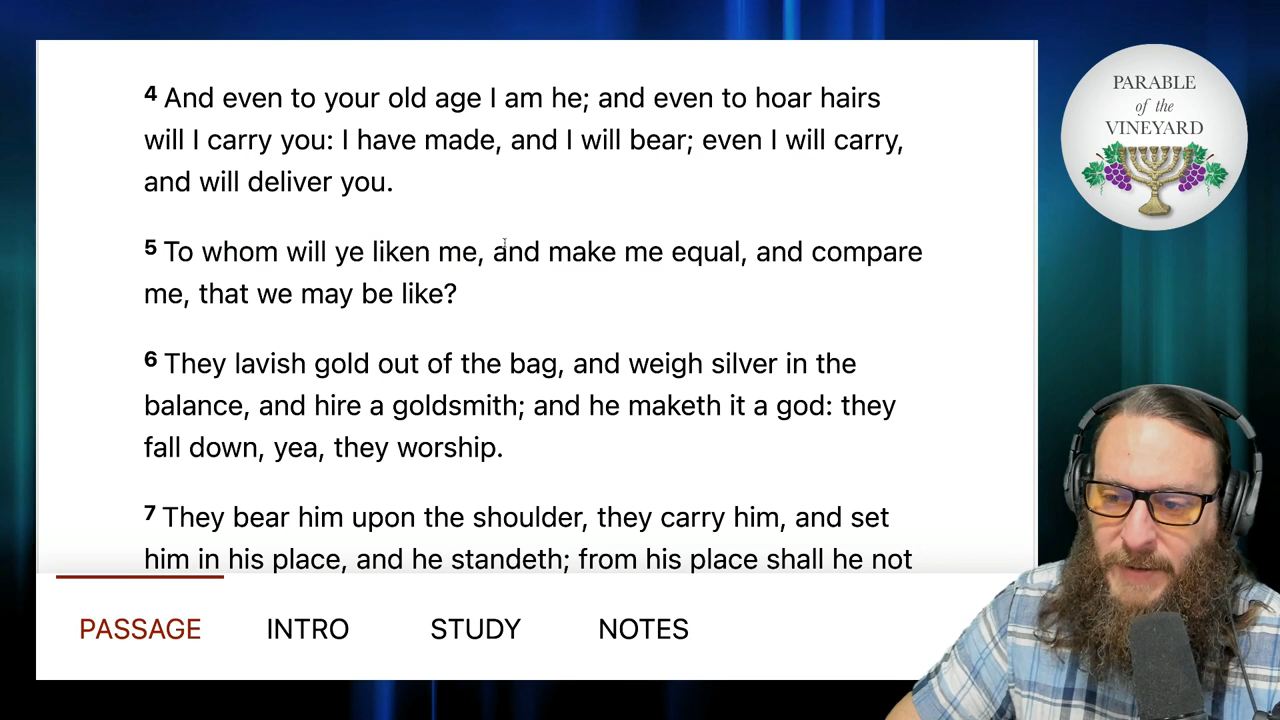 4 And even to your old age I am he; and even to hoar hairs
will I carry you: I have made, and I will bear; even I will carry,
and will deliver you.
5 To whom will ye liken me, and make me equal, and compare
me, that we may be like?
6 They lavish gold out of the bag, and weigh silver in the
balance, and hire a goldsmith; and he maketh it a god: they
fall down, yea, they worship.
7 They bear him upon the shoulder, they carry him, and set
him in his place, and he standeth; from his place shall he not
PASSAGE INTRO STUDY NOTES
PARABLE
of the
VINEYARD